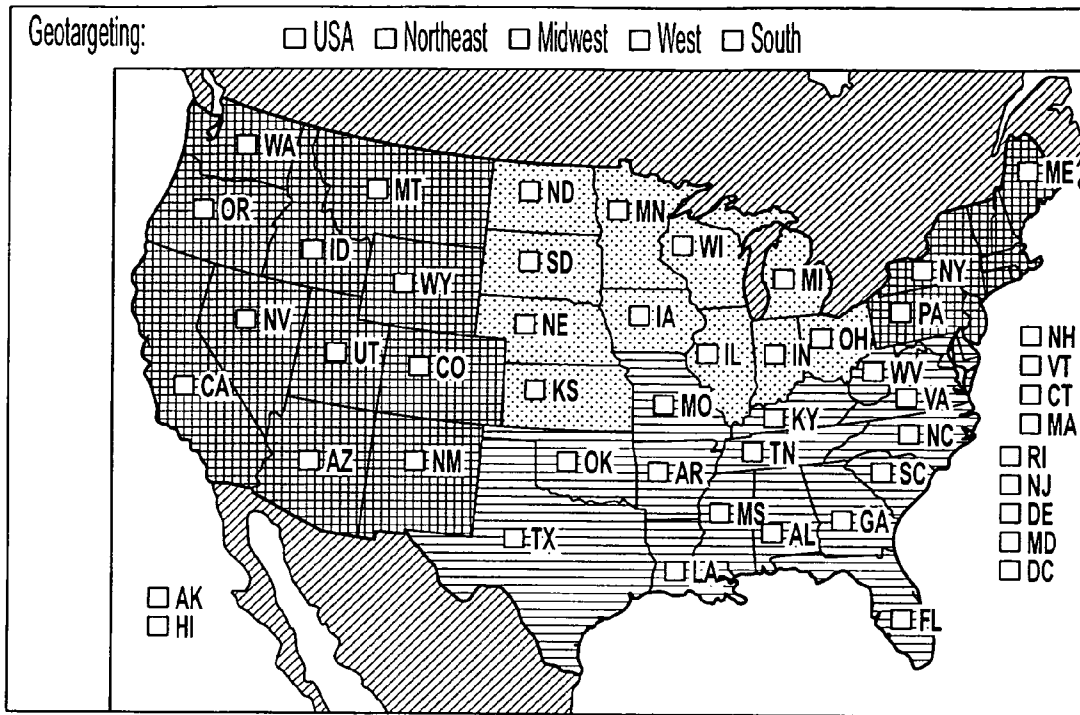 Geotargeting: USA Northeast Midwest West South
WA
MT
ND
MN
ME
OR
ID
SD
WI
MI
NY
WY
NE
IA
PA
NV
UT
CO
IL
IN
OH
NH
CA
KS
MO
KY
WV
VA
VT
CT
MA
AZ
NM
OK
AR
TN
NC
SC
RI
NJ
TX
MS
AL
GA
DE
MD
DC
LA
FL
AK
HI